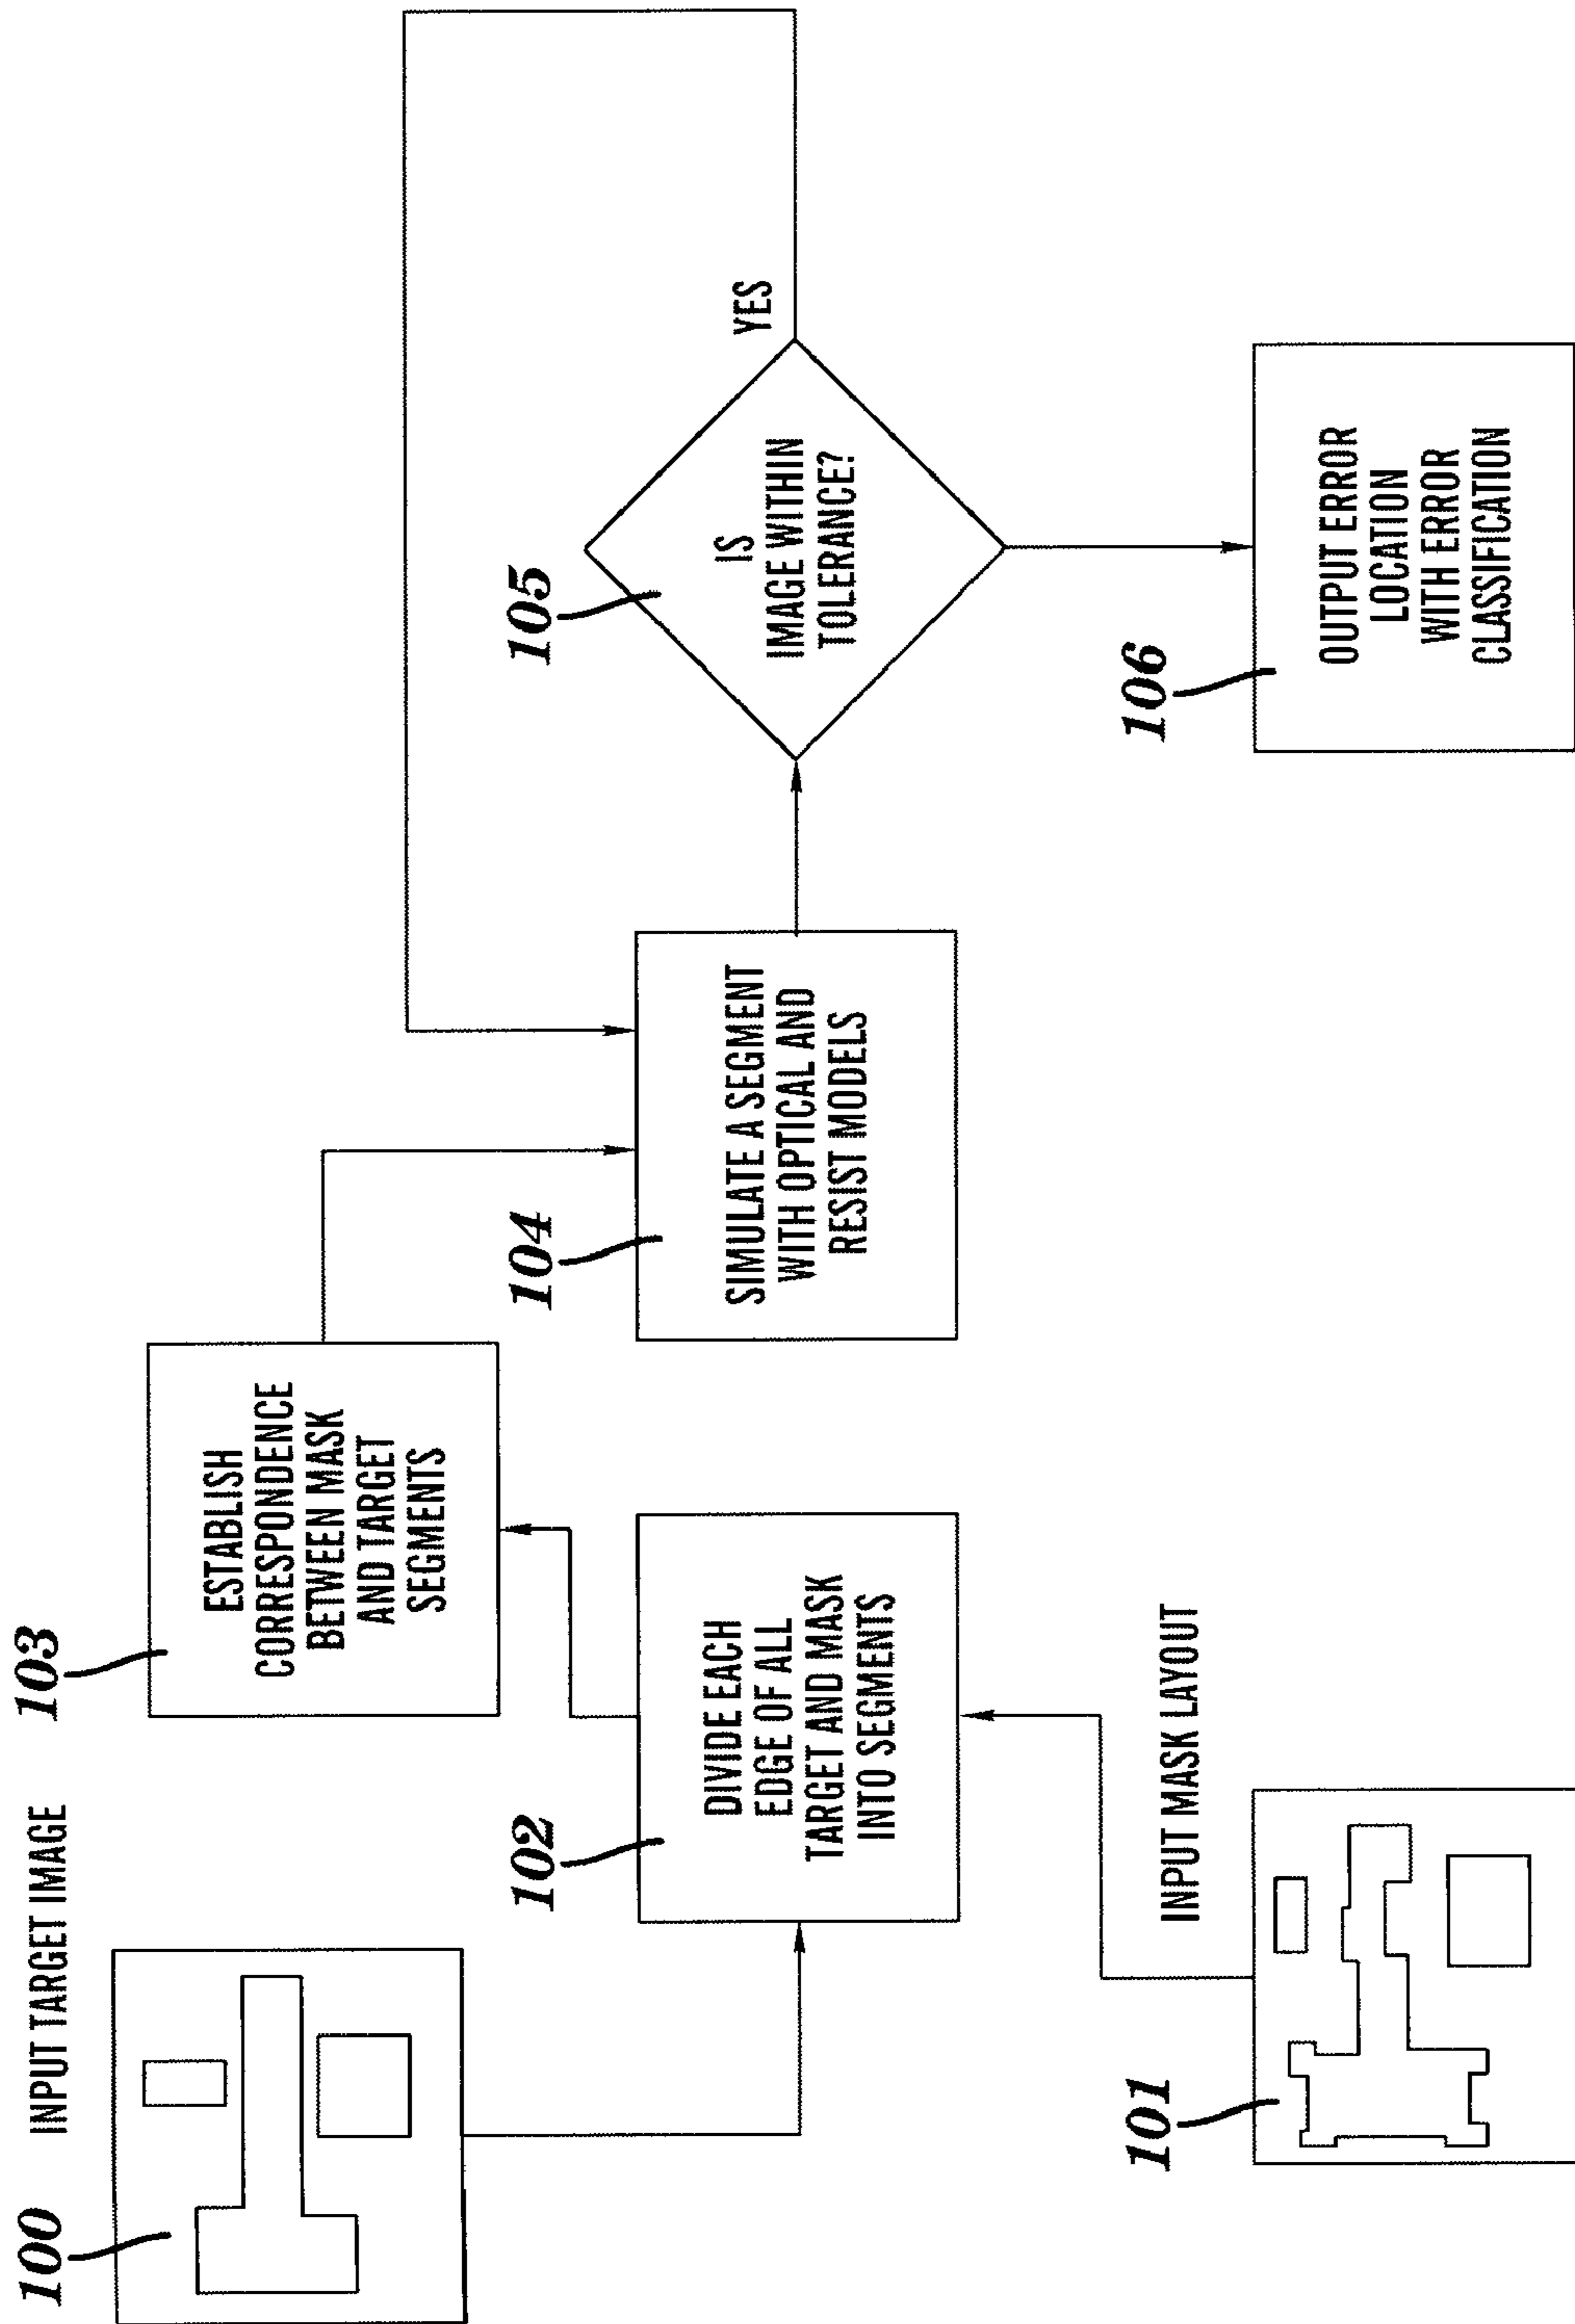 100
INPUT TARGET IMAGE
101
INPUT MASK LAYOUT
102
DIVIDE EACH
EDGE OF ALL
TARGET AND MASK
INTO SEGMENTS
103
ESTABLISH
CORRESPONDENCE
BETWEEN MASK
AND TARGET
SEGMENTS
104
SIMULATE A SEGMENT
WITH OPTICAL AND
RESIST MODELS
105
IS
IMAGE WITHIN
TOLERANCE?
YES
106
OUTPUT ERROR
LOCATION
WITH ERROR
CLASSIFICATION